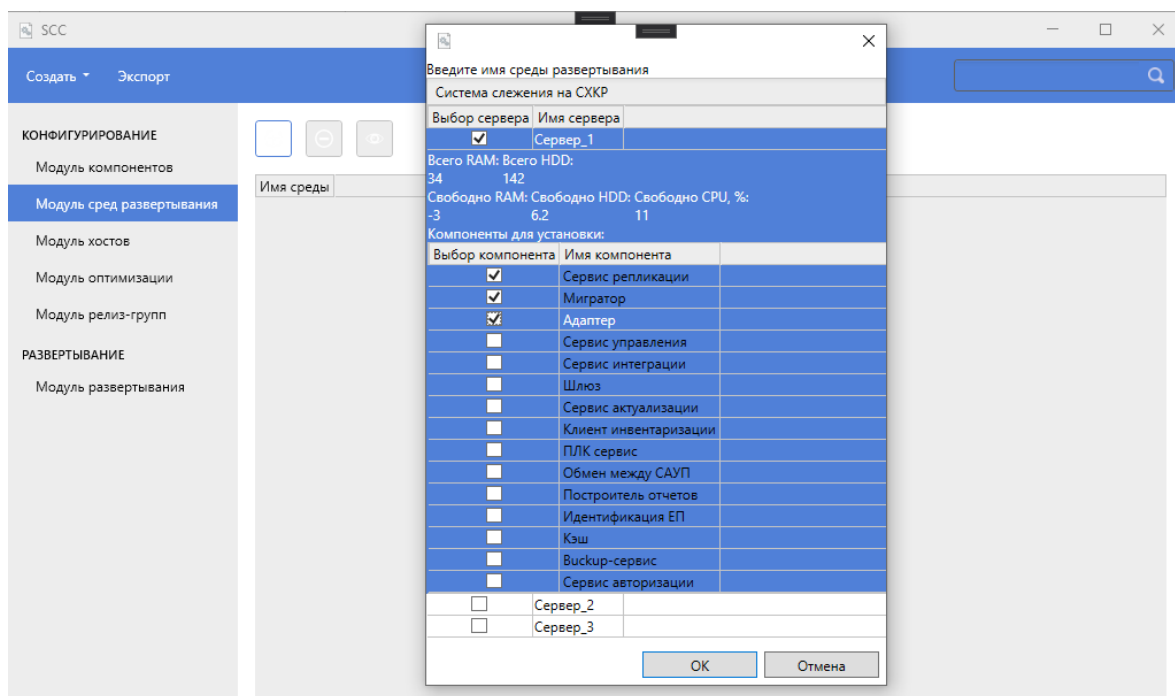 SCC
Создать Экспорт
КОНФИГУРИРОВАНИЕ
Модуль компонентов
Модуль сред развертывания
Модуль хостов
Модуль оптимизации
Модуль релиз-групп
РАЗВЕРТЫВАНИЕ
Модуль развертывания
Имя среды
Введите имя среды развертывания
Система слежения на СХКР
Выбор сервера Имя сервера
Сервер_1
Всего RAM: Всего HDD:
34 142
Свободно RAM: Свободно HDD: Свободно CPU, %:
-3 6.2 11
Компоненты для установки:
Выбор компонента Имя компонента
Сервис репликации
Мигратор
Адаптер
Сервис управления
Сервис интеграции
Шлюз
Сервис актуализации
Клиент инвентаризации
ПЛК сервис
Обмен между САУП
Построитель отчетов
Идентификация ЕП
Кэш
Buckup-сервис
Сервис авторизации
Сервер_2
Сервер_3
ОК Отмена